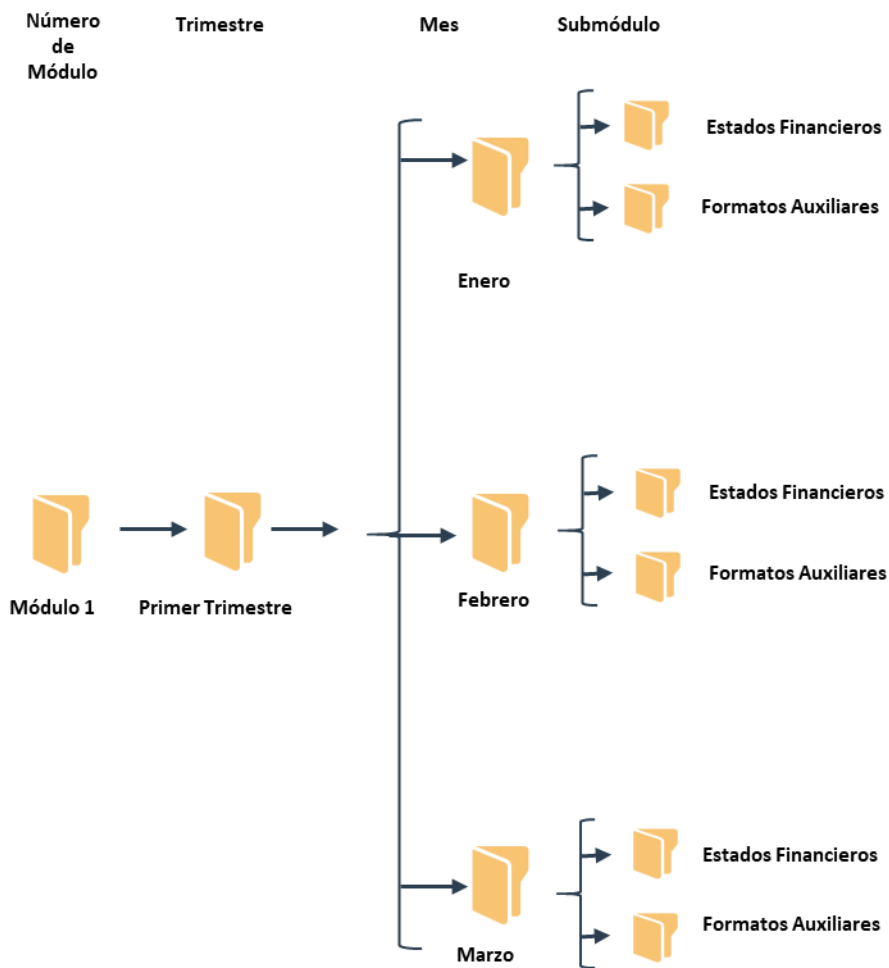 Número
de
Módulo
Trimestre
Mes
Submódulo
Estados Financieros
Formatos Auxiliares
Enero
Estados Financieros
Formatos Auxiliares
Módulo 1
Primer Trimestre
Febrero
Estados Financieros
Formatos Auxiliares
Marzo